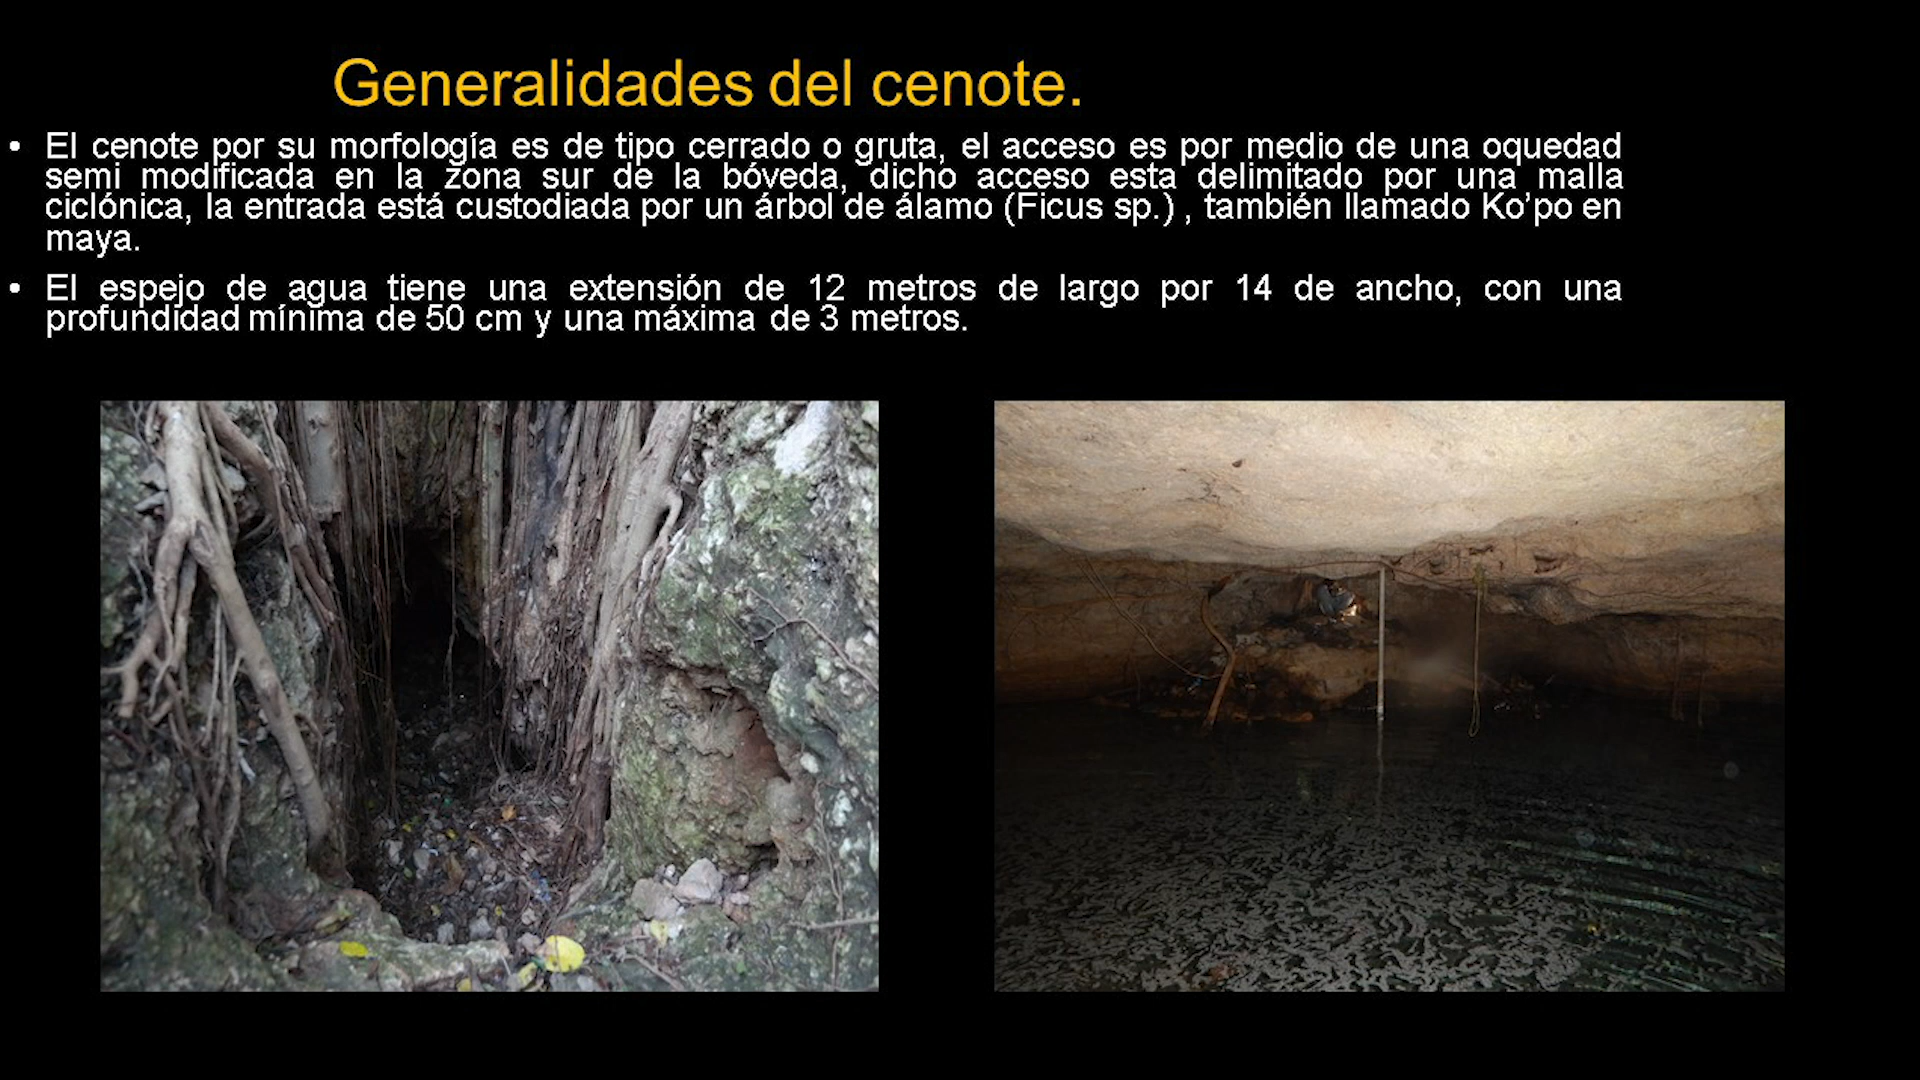 Generalidades del cenote.
• El cenote por su morfología es de tipo cerrado o gruta, el acceso es por medio de una oquedad
semi modificada en la zona sur de la bóveda, dicho acceso esta delimitado por una malla
ciclónica, la entrada está custodiada por un árbol de álamo (Ficus sp.) , también llamado Ko’po en
maya.
• El espejo de agua tiene una extensión de 12 metros de largo por 14 de ancho, con una
profundidad mínima de 50 cm y una máxima de 3 metros.